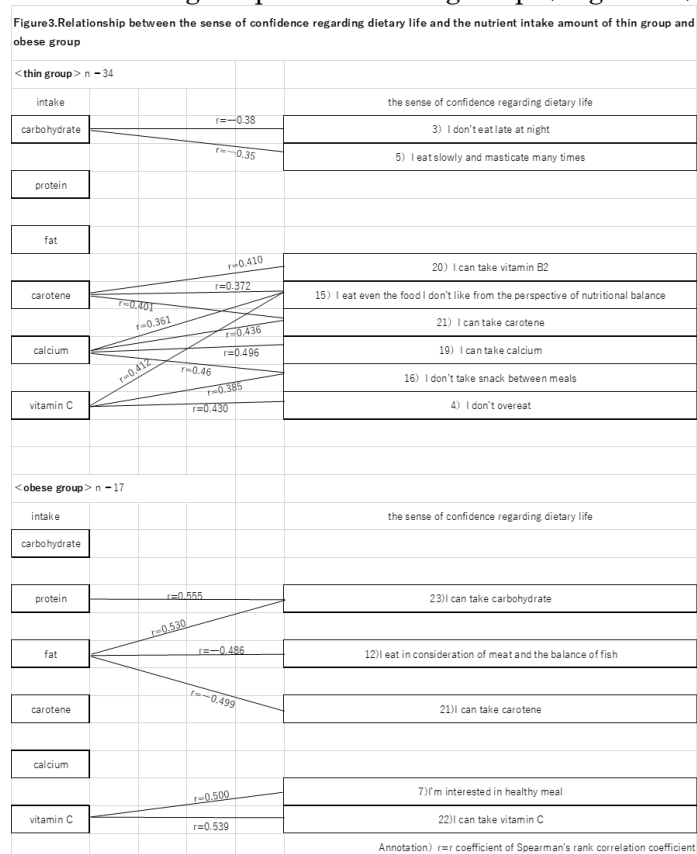 Figure3.Relationship between the sense of confidence regarding dietary life and the nutrient intake amount of thin group and
obese group
<thin group> n =34
intake
the sense of confidence regarding dietary life
carbohydrate
r=−0.38
3) I don't eat late at night
r=−0.35
5) I eat slowly and masticate many times
protein
fat
r=0.410
20) I can take vitamin B2
carotene
r=0.372
15) I eat even the food I don't like from the perspective of nutritional balance
r=0.401
r=0.361
21) I can take carotene
r=0.436
calcium
r=0.496
19) I can take calcium
r=0.412
r=0.46
16) I don't take snack between meals
r=0.385
vitamin C
r=0.430
4) I don't overeat
<obese group> n =17
intake
the sense of confidence regarding dietary life
carbohydrate
protein
r=0.555
23)I can take carbohydrate
r=0.530
fat
r=−0.486
12)I eat in consideration of meat and the balance of fish
r=−0.499
carotene
21)I can take carotene
calcium
r=0.500
7)I'm interested in healthy meal
vitamin C
r=0.539
22)I can take vitamin C
Annotation) r=r coefficient of Spearman's rank correlation coefficient